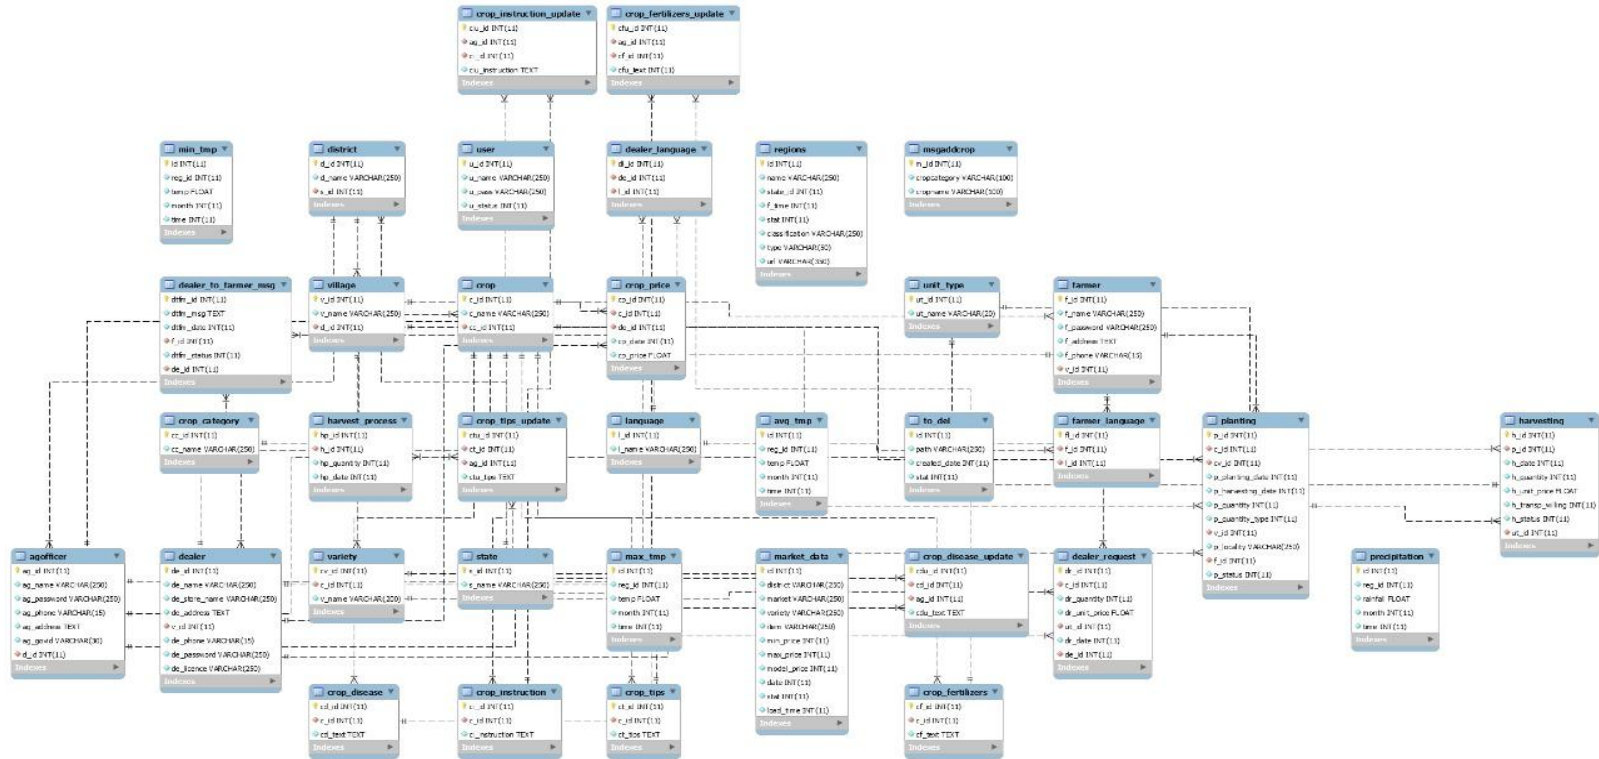 crop_instruction_update
ciu_id INT(11)
ag_id INT(11)
ci_id INT(11)
ciu_instruction TEXT
Indexes
crop_fertilizers_update
cfu_id INT(11)
ag_id INT(11)
cf_id INT(11)
cfu_text INT(11)
Indexes
min_tmp
id INT(11)
reg_id INT(11)
temp FLOAT
month INT(11)
time INT(11)
Indexes
district
d_id INT(11)
d_name VARCHAR(250)
s_id INT(11)
Indexes
user
u_id INT(11)
u_name VARCHAR(250)
u_pass VARCHAR(250)
u_status INT(11)
Indexes
dealer_language
dl_id INT(11)
de_id INT(11)
l_id INT(11)
Indexes
regions
id INT(11)
name VARCHAR(250)
state_id INT(11)
f_time INT(11)
stat INT(11)
classification VARCHAR(250)
type VARCHAR(50)
url VARCHAR(350)
Indexes
msgaddcrop
m_id INT(11)
cropcategory VARCHAR(100)
cropname VARCHAR(100)
Indexes
dealer_to_farmer_msg
dtfm_id INT(11)
dtfm_msg TEXT
dtfm_date INT(11)
f_id INT(11)
dtfm_status INT(11)
de_id INT(11)
Indexes
village
v_id INT(11)
v_name VARCHAR(250)
d_id INT(11)
Indexes
crop
c_id INT(11)
c_name VARCHAR(250)
cc_id INT(11)
Indexes
crop_price
cp_id INT(11)
c_id INT(11)
de_id INT(11)
cp_date INT(11)
cp_price FLOAT
Indexes
unit_type
ut_id INT(11)
ut_name VARCHAR(20)
Indexes
farmer
f_id INT(11)
f_name VARCHAR(250)
f_password VARCHAR(250)
f_address TEXT
f_phone VARCHAR(15)
v_id INT(11)
Indexes
crop_category
cc_id INT(11)
cc_name VARCHAR(250)
Indexes
harvest_process
hp_id INT(11)
h_id INT(11)
hp_quantity INT(11)
hp_date INT(11)
Indexes
crop_tips_update
ctu_id INT(11)
ct_id INT(11)
ag_id INT(11)
ctu_tips TEXT
Indexes
language
l_id INT(11)
l_name VARCHAR(250)
Indexes
avg_tmp
id INT(11)
reg_id INT(11)
temp FLOAT
month INT(11)
time INT(11)
Indexes
to_del
id INT(11)
path VARCHAR(250)
created_date INT(11)
stat INT(11)
Indexes
farmer_language
fl_id INT(11)
f_id INT(11)
l_id INT(11)
Indexes
planting
p_id INT(11)
c_id INT(11)
cv_id INT(11)
p_planting_date INT(11)
p_harvesting_date INT(11)
p_quantity INT(11)
p_quantity_type INT(11)
v_id INT(11)
p_locality VARCHAR(250)
f_id INT(11)
p_status INT(11)
Indexes
harvesting
h_id INT(11)
p_id INT(11)
h_date INT(11)
h_quantity INT(11)
h_unit_price FLOAT
h_transp_willing INT(11)
h_status INT(11)
ut_id INT(11)
Indexes
agofficer
ag_id INT(11)
ag_name VARCHAR(250)
ag_password VARCHAR(250)
ag_phone VARCHAR(15)
ag_address TEXT
ag_govid VARCHAR(30)
d_id INT(11)
Indexes
dealer
de_id INT(11)
de_name VARCHAR(250)
de_store_name VARCHAR(250)
de_address TEXT
v_id INT(11)
de_phone VARCHAR(15)
de_password VARCHAR(250)
de_licence VARCHAR(250)
Indexes
variety
cv_id INT(11)
c_id INT(11)
v_name VARCHAR(200)
Indexes
state
s_id INT(11)
s_name VARCHAR(250)
Indexes
max_tmp
id INT(11)
reg_id INT(11)
temp FLOAT
month INT(11)
time INT(11)
Indexes
market_data
id INT(11)
district VARCHAR(250)
market VARCHAR(250)
variety VARCHAR(250)
item VARCHAR(250)
min_price INT(11)
max_price INT(11)
model_price INT(11)
date INT(11)
stat INT(11)
load_time INT(11)
Indexes
crop_disease_update
cdu_id INT(11)
cd_id INT(11)
ag_id INT(11)
cdu_text TEXT
Indexes
dealer_request
dr_id INT(11)
c_id INT(11)
dr_quantity INT(11)
dr_unit_price FLOAT
ut_id INT(11)
dr_date INT(11)
de_id INT(11)
Indexes
precipitation
id INT(11)
reg_id INT(11)
rainfall FLOAT
month INT(11)
time INT(11)
Indexes
crop_disease
cd_id INT(11)
c_id INT(11)
cd_text TEXT
Indexes
crop_instruction
ci_id INT(11)
c_id INT(11)
ci_instruction TEXT
Indexes
crop_tips
ct_id INT(11)
c_id INT(11)
ct_tips TEXT
Indexes
crop_fertilizers
cf_id INT(11)
c_id INT(11)
cf_text TEXT
Indexes